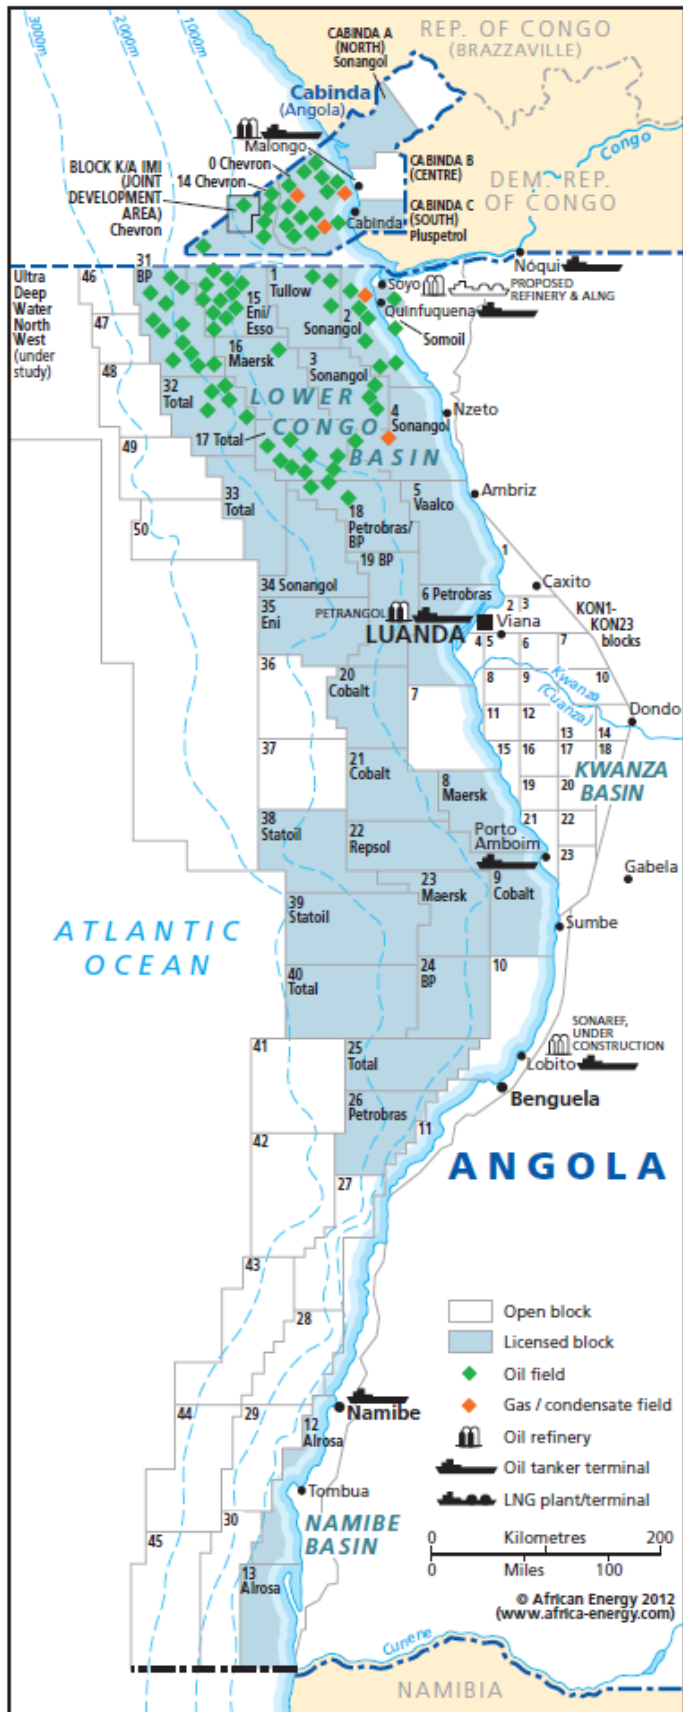 3000m
2000m
1000m
CABINDA A
(NORTH)
Sonangol
REP. OF CONGO
(BRAZZAVILLE)
Cabinda
(Angola)
Malongo
Congo
BLOCK K/A IMI
(JOINT
DEVELOPMENT
AREA)
Chevron
0 Chevron
14 Chevron
CABINDA B
(CENTRE)
DEM. REP.
OF CONGO
CABINDA C
(SOUTH)
Pluspetrol
Cabinda
Nóqui
Ultra
Deep
Water
North
West
(under
study)
46
31
BP
1
Tullow
15
Eni/
Esso
2
Sonangol
Soyo
PROPOSED
REFINERY & ALNG
Quinfuquena
Somoil
47
16
Maersk
3
Sonangol
48
32
Total
LOWER
CONGO
BASIN
4
Sonangol
Nzeto
17 Total
49
33
Total
5
Vaalco
Ambriz
50
18
Petrobras/
BP
19 BP
1
34 Sonangol
6 Petrobras
Caxito
35
Eni
PETRANGOL
LUANDA
Viana
2
3
KON1-
KON23
blocks
4
5
6
7
36
20
Cobalt
7
8
9
10
Kwanza
(Cuanza)
Dondo
11
12
13
14
37
21
Cobalt
15
16
17
18
8
Maersk
19
20
KWANZA
BASIN
38
Statoil
22
Repsol
Porto
Amboim
21
22
23
Gabela
23
Maersk
9
Cobalt
39
Statoil
Sumbe
ATLANTIC
OCEAN
40
Total
24
BP
10
SONAREF,
UNDER
CONSTRUCTION
41
25
Total
Lobito
Benguela
26
Petrobras
11
42
27
ANGOLA
43
28
Open block
Licensed block
Oil field
Gas / condensate field
Oil refinery
Oil tanker terminal
LNG plant/terminal
44
29
12
Alrosa
Namibe
Tombua
30
NAMIBE
BASIN
45
13
Alrosa
0 Kilometres 200
0 Miles 100
© African Energy 2012
(www.africa-energy.com)
Cunene
NAMIBIA